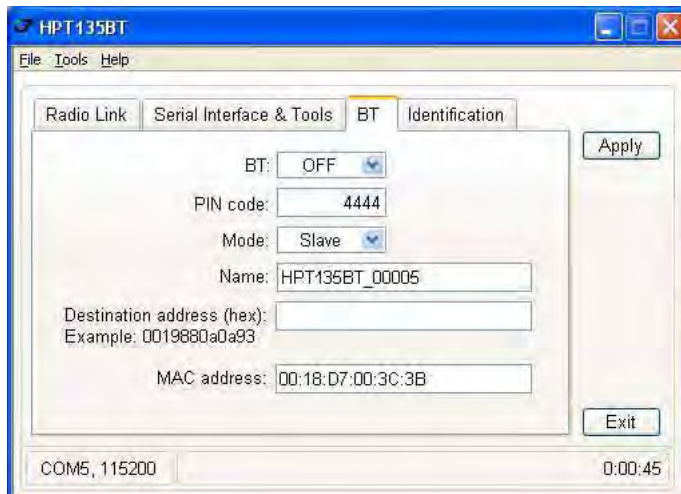 HPT135BT
File Tools Help
Radio Link Serial Interface & Tools BT Identification
Apply
BT: OFF
PIN code: 4444
Mode: Slave
Name: HPT135BT_00005
Destination address (hex):
Example: 0019880a0a93
MAC address: 00:18:D7:00:3C:3B
Exit
COM5, 115200 0:00:45